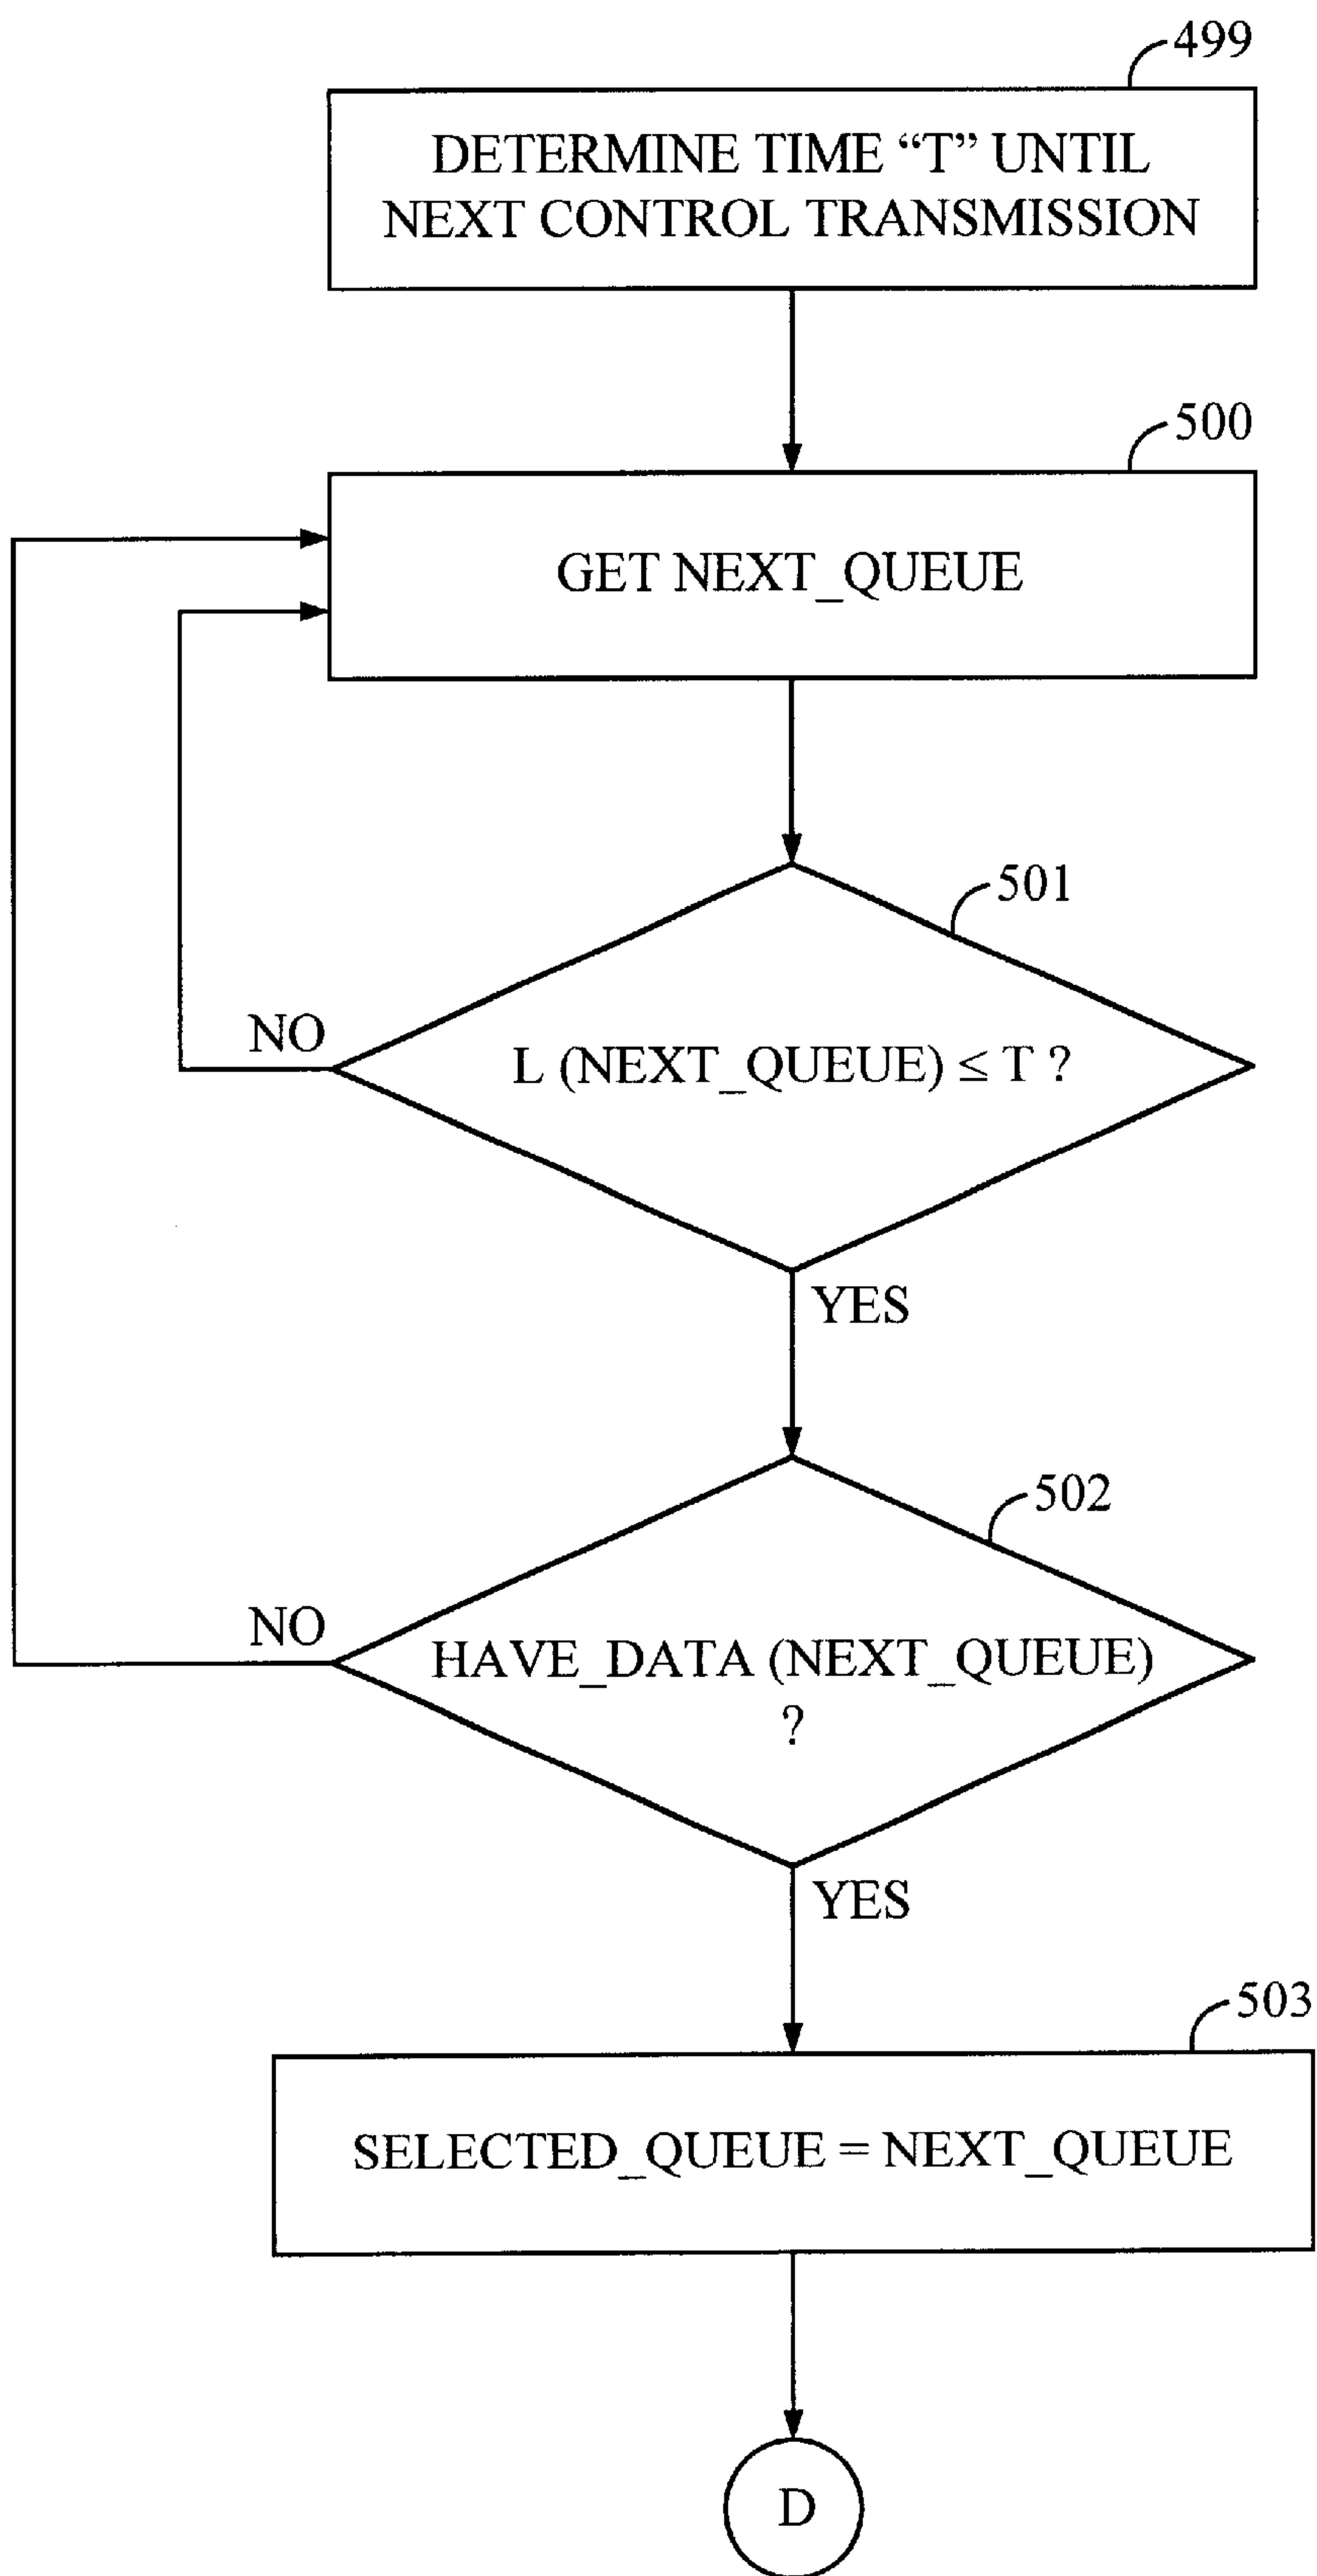 499
DETERMINE TIME “T” UNTIL
NEXT CONTROL TRANSMISSION
500
GET NEXT_QUEUE
501
NO
L (NEXT_QUEUE) ≤ T ?
YES
502
NO
HAVE_DATA (NEXT_QUEUE)
?
YES
503
SELECTED_QUEUE = NEXT_QUEUE
D